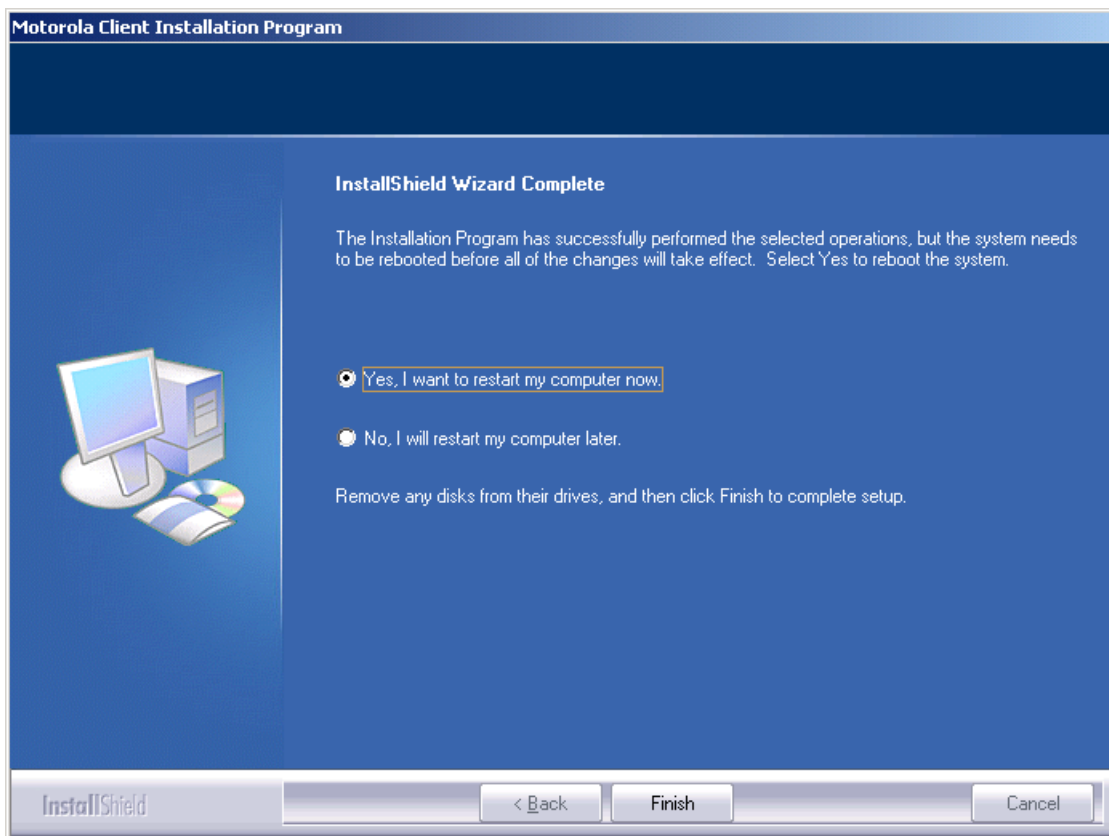 Motorola Client Installation Program
InstallShield Wizard Complete
The Installation Program has successfully performed the selected operations, but the system needs
to be rebooted before all of the changes will take effect.  Select Yes to reboot the system.
Yes, I want to restart my computer now.
No, I will restart my computer later.
Remove any disks from their drives, and then click Finish to complete setup.
InstallShield
< Back
Finish
Cancel